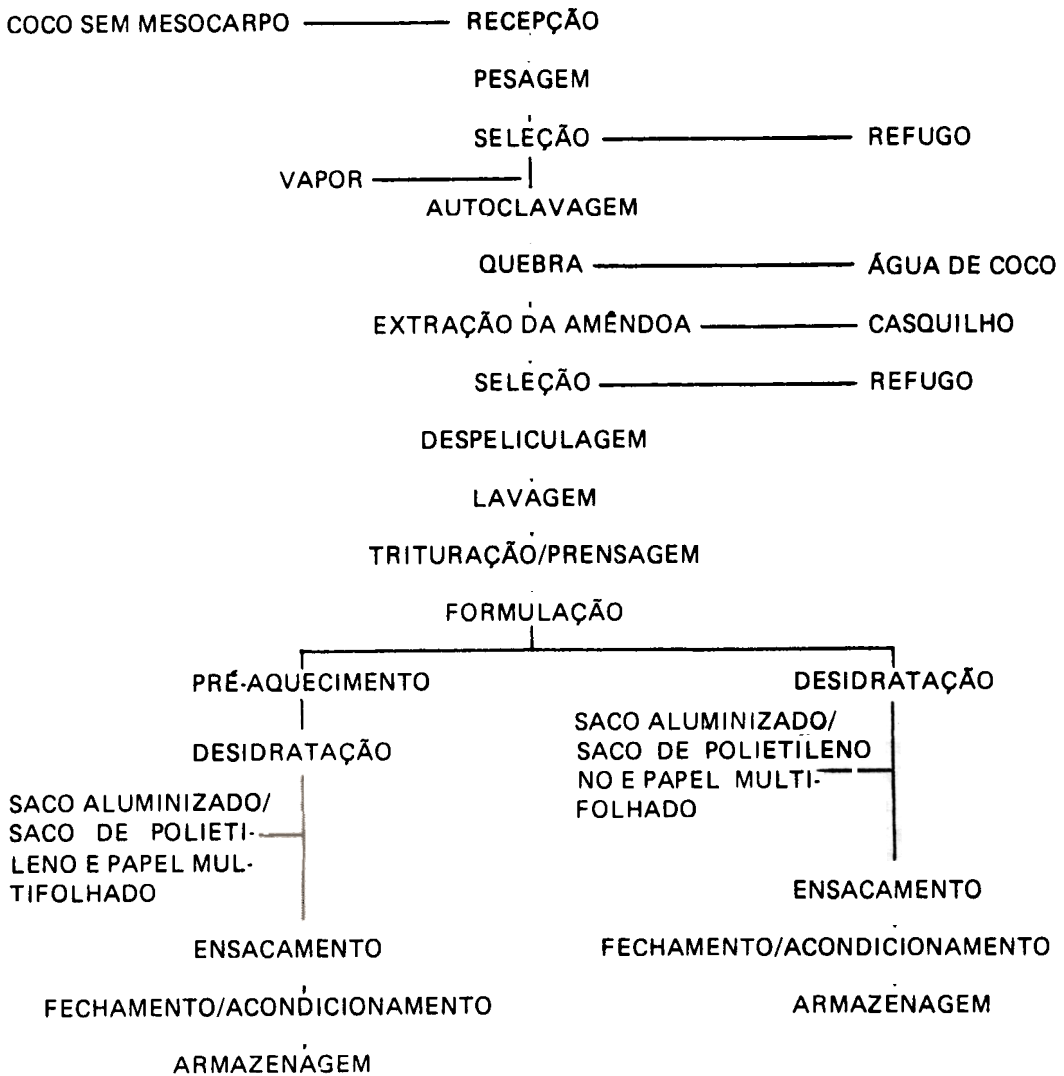 COCO SEM MESOCARPO RECEPÇÃO
PESAGEM
SELEÇÃO REFUGO
VAPOR
AUTOCLAVAGEM
QUEBRA ÁGUA DE COCO
EXTRAÇÃO DA AMÊNDOA CASQUILHO
SELEÇÃO REFUGO
DESPELICULAGEM
LAVAGEM
TRITURAÇÃO/PRENSAGEM
FORMULAÇÃO
PRÉ-AQUECIMENTO
DESIDRATAÇÃO
SACO ALUMINIZADO/
SACO DE POLIETI-
LENO E PAPEL MUL-
TIFOLHADO
ENSACAMENTO
FECHAMENTO/ACONDICIONAMENTO
ARMAZENAGEM
DESIDRATAÇÃO
SACO ALUMINIZADO/
SACO DE POLIETILENO
NO E PAPEL MULTI-
FOLHADO
ENSACAMENTO
FECHAMENTO/ACONDICIONAMENTO
ARMAZENAGEM